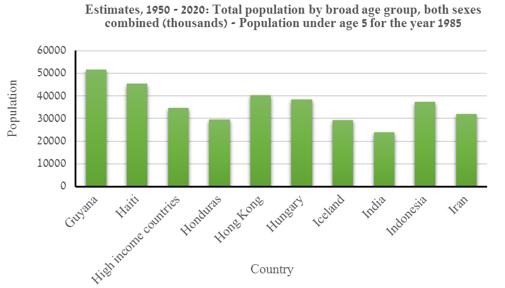 Estimates, 1950 - 2020: Total population by broad age group, both sexes
combined (thousands) - Population under age 5 for the year 1985
60000
50000
40000
30000
20000
10000
0
Population
Guyana
Haiti
High income countries
Honduras
Hong Kong
Hungary
Iceland
India
Indonesia
Iran
Country